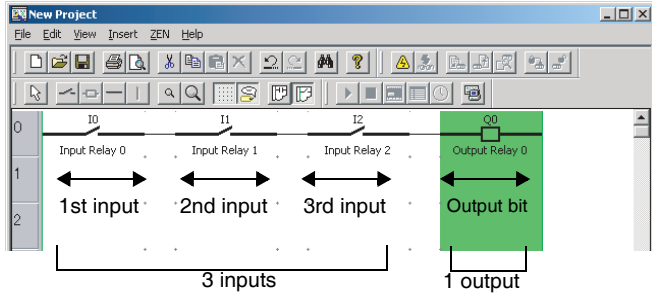 New Project
File Edit View Insert ZEN Help
0 I0 I1 I2 Q0
Input Relay 0 Input Relay 1 Input Relay 2 Output Relay 0
1
1st input 2nd input 3rd input Output bit
2
3 inputs 1 output